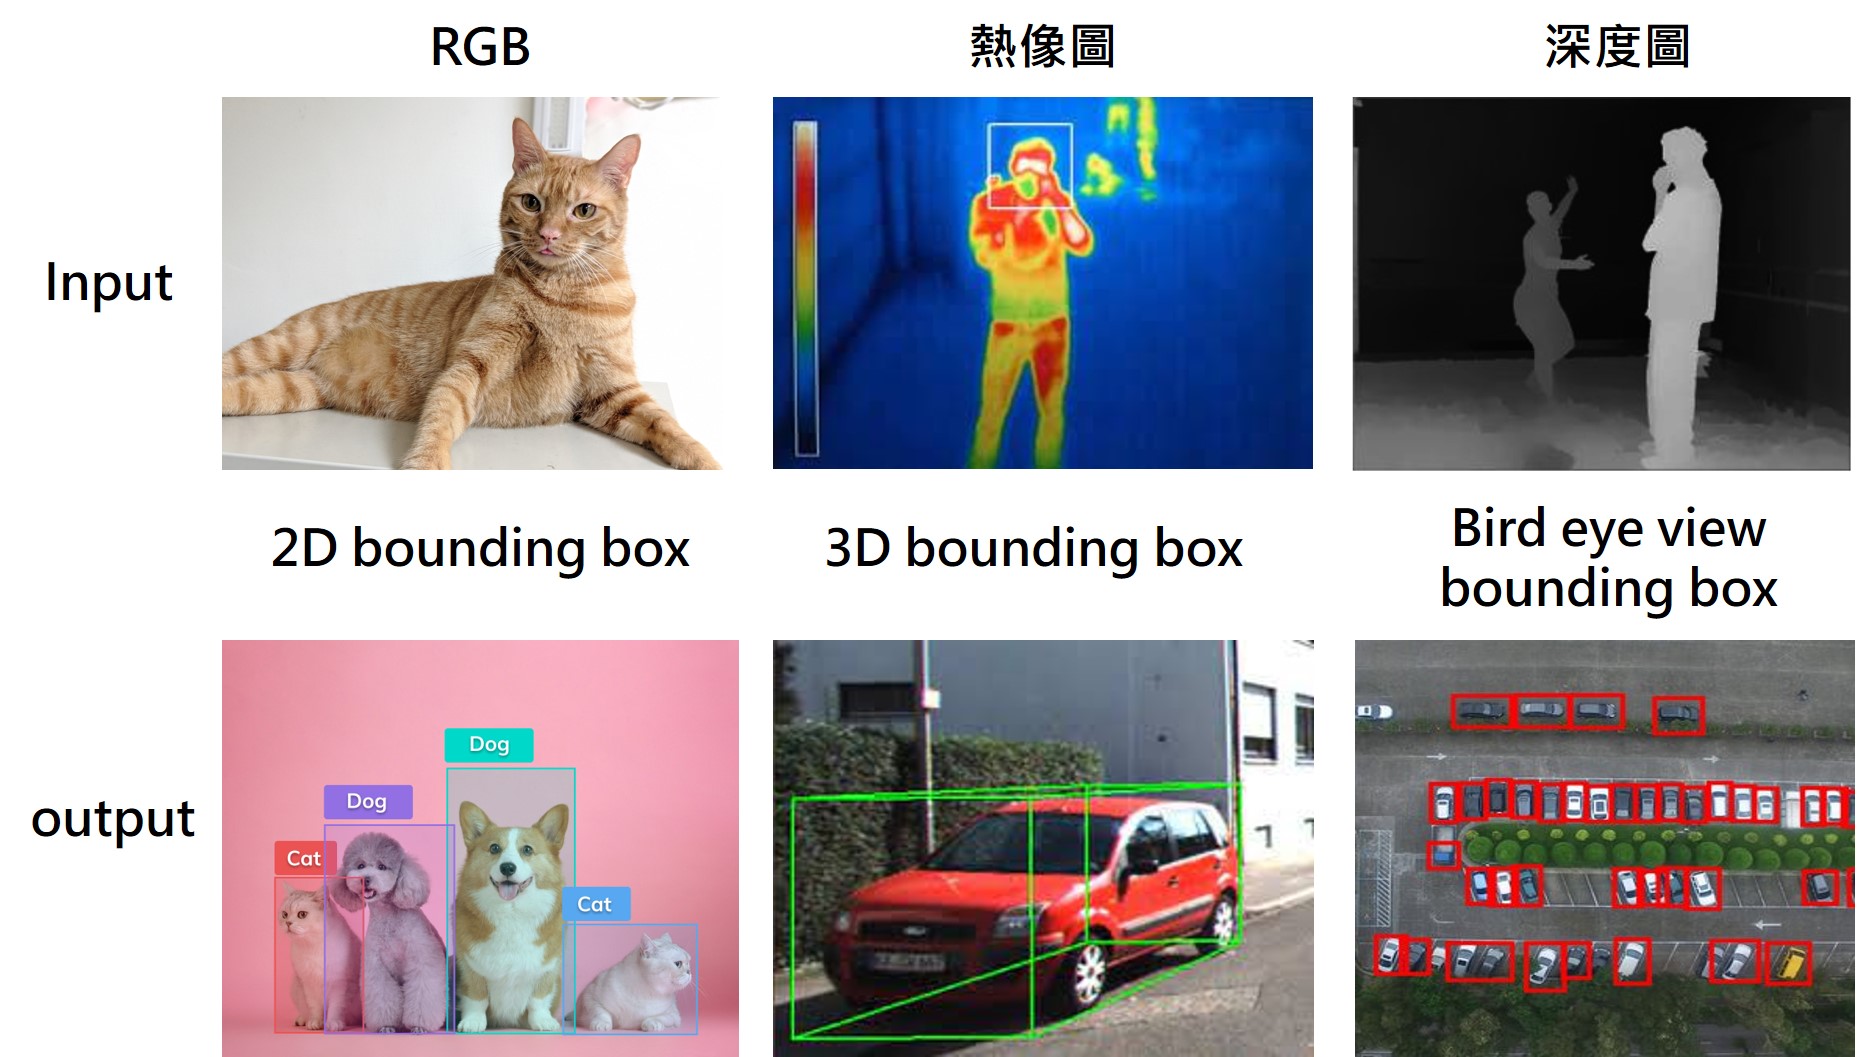 RGB
熱像圖
深度圖
Input
2D bounding box
3D bounding box
Bird eye view
bounding box
output
Dog
Dog
Cat
Cat